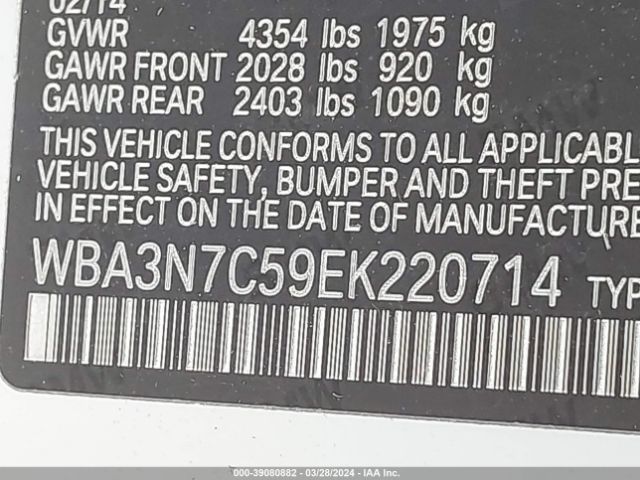 02/14
GVWR 4354 lbs 1975 kg
GAWR FRONT 2028 lbs 920 kg
GAWR REAR 2403 lbs 1090 kg
THIS VEHICLE CONFORMS TO ALL APPLICABL
VEHICLE SAFETY, BUMPER AND THEFT PRE
IN EFFECT ON THE DATE OF MANUFACTURE
WBA3N7C59EK220714 TYP
000-39080882 - 03/28/2024 - IAA Inc.